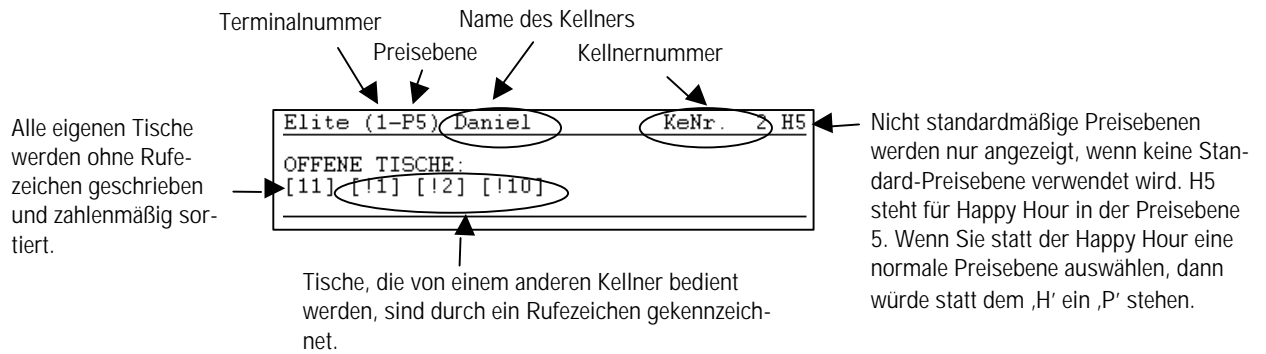 Terminalnummer
Name des Kellners
Preisebene
Kellnernummer
Elite (1-P5) Daniel KeNr. 2 H5
OFFENE TISCHE:
[11] [!1] [!2] [!10]
Alle eigenen Tische
werden ohne Rufe-
zeichen geschrieben
und zahlenmäßig sor-
tiert.
Nicht standardmäßige Preisebenen
werden nur angezeigt, wenn keine Stan-
dard-Preisebene verwendet wird. H5
steht für Happy Hour in der Preisebene
5. Wenn Sie statt der Happy Hour eine
normale Preisebene auswählen, dann
würde statt dem ‚H’ ein ‚P’ stehen.
Tische, die von einem anderen Kellner bedient
werden, sind durch ein Rufezeichen gekennzeich-
net.